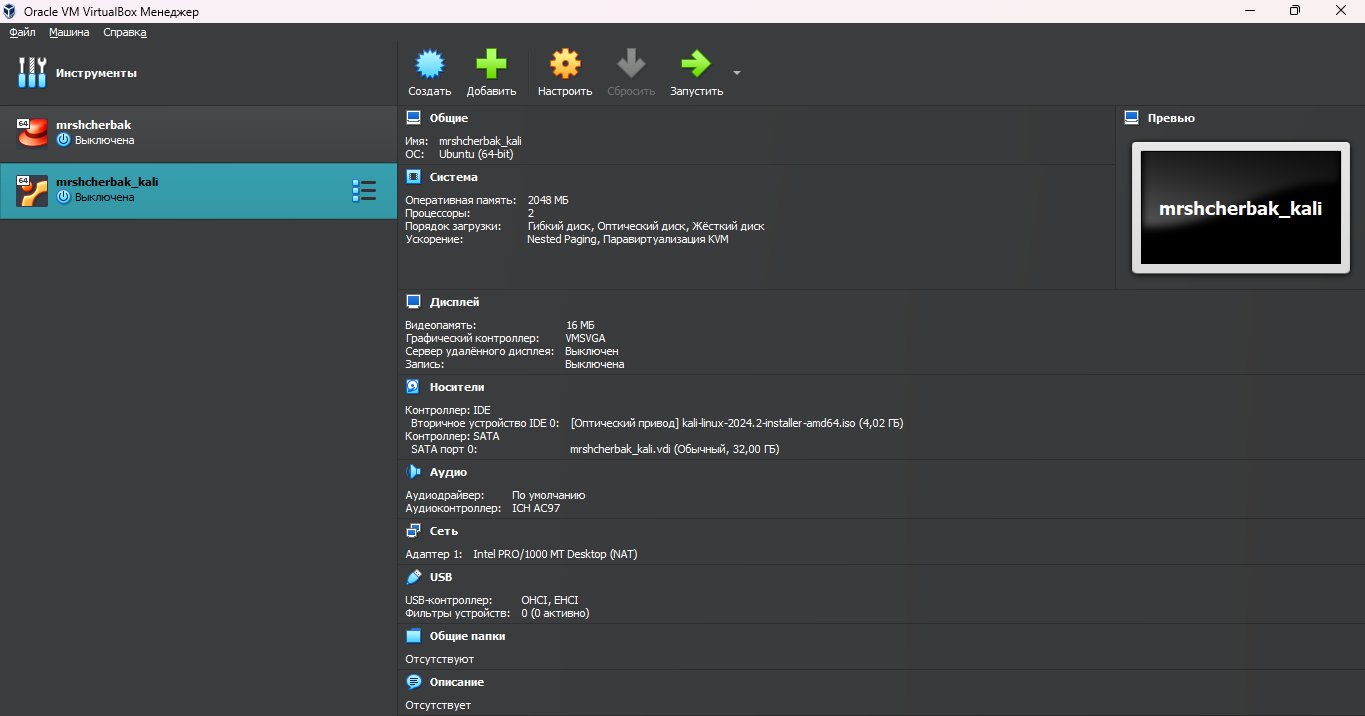 Oracle VM VirtualBox Менеджер
Файл Машина Справка
Инструменты
Создать Добавить Настроить Сбросить Запустить
64
mrshcherbak
Выключена
64
mrshcherbak_kali
Выключена
Общие
Имя: mrshcherbak_kali
ОС: Ubuntu (64-bit)
Превью
mrshcherbak_kali
Система
Оперативная память: 2048 МБ
Процессоры: 2
Порядок загрузки: Гибкий диск, Оптический диск, Жёсткий диск
Ускорение: Nested Paging, Паравиртуализация KVM
Дисплей
Видеопамять: 16 МБ
Графический контроллер: VMSVGA
Сервер удалённого дисплея: Выключен
Запись: Выключена
Носители
Контроллер: IDE
Вторичное устройство IDE 0: [Оптический привод] kali-linux-2024.2-installer-amd64.iso (4,02 ГБ)
Контроллер: SATA
SATA порт 0: mrshcherbak_kali.vdi (Обычный, 32,00 ГБ)
Аудио
Аудиодрайвер: По умолчанию
Аудиоконтроллер: ICH AC97
Сеть
Адаптер 1: Intel PRO/1000 MT Desktop (NAT)
USB
USB-контроллер: OHCI, EHCI
Фильтры устройств: 0 (0 активно)
Общие папки
Отсутствуют
Описание
Отсутствует